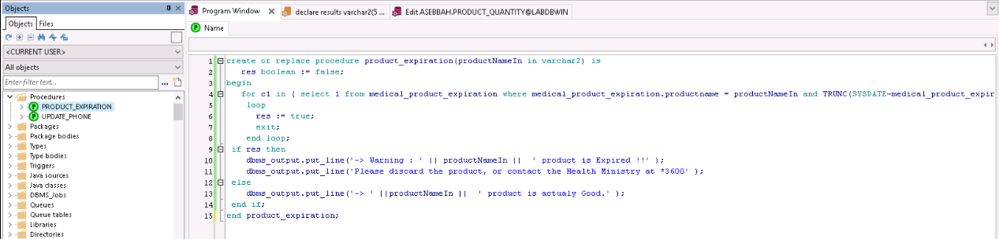 Objects
Objects Files
<CURRENT USER>
All objects
Enter filter text...
...
Procedures
PRODUCT_EXPIRATION
UPDATE_PHONE
Packages
Package bodies
Types
Type bodies
Triggers
Java sources
Java classes
DBMS_Jobs
Queues
Queue tables
Libraries
Directories
Program Window declare results varchar2(5 ... Edit ASEBBAH.PRODUCT_QUANTITY@LABDBWIN
Name
1 create or replace procedure product_expiration(productNameIn in varchar2) is
2 res boolean := false;
3 begin
4 for c1 in ( select 1 from medical_product_expiration where medical_product_expiration.productname = productNameIn and TRUNC(SYSDATE-medical_product_expir
5 loop
6 res := true;
7 exit;
8 end loop;
9 if res then
10 dbms_output.put_line('-> Warning : ' || productNameIn || ' product is Expired !!' );
11 dbms_output.put_line('Please discard the product, or contact the Health Ministry at *3600' );
12 else
13 dbms_output.put_line('-> ' ||productNameIn || ' product is actualy Good.' );
14 end if;
15 end product_expiration;